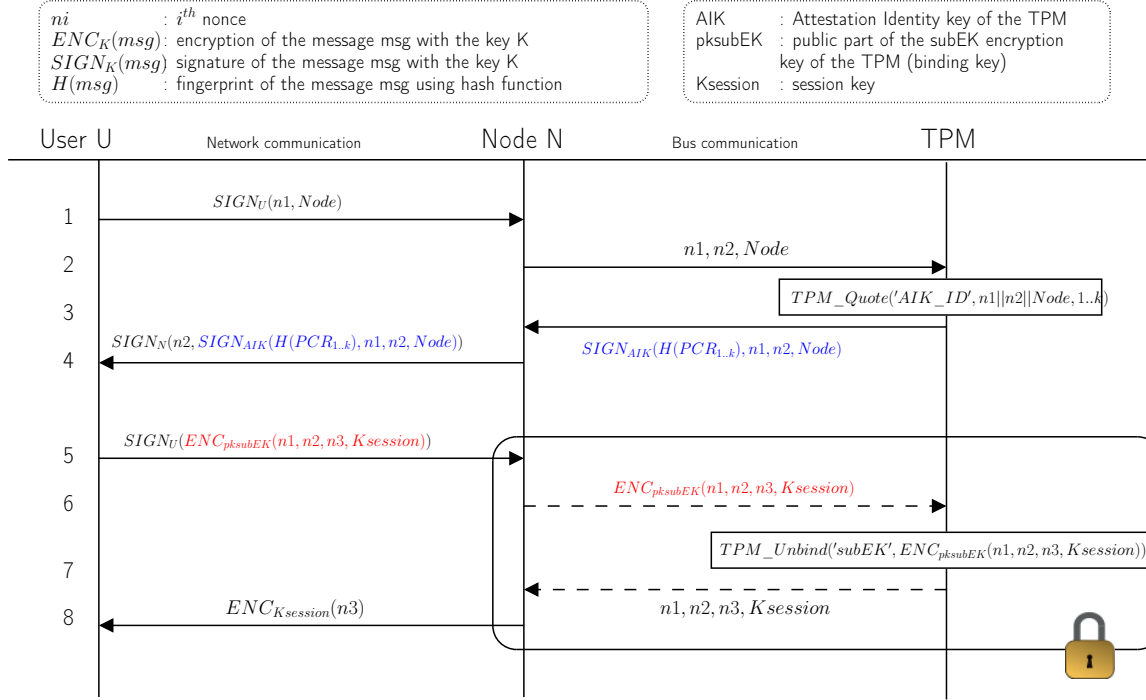 ni : i^th nonce
ENC_K(msg): encryption of the message msg with the key K
SIGN_K(msg) signature of the message msg with the key K
H(msg) : fingerprint of the message msg using hash function
AIK : Attestation Identity key of the TPM
pksubEK : public part of the subEK encryption
key of the TPM (binding key)
Ksession : session key
User U Network communication Node N Bus communication TPM
1 SIGN_U(n1, Node)
2 n1, n2, Node
TPM_Quote('AIK_ID', n1||n2||Node, 1..k)
3
SIGN_N(n2, SIGN_AIK(H(PCR_1..k), n1, n2, Node))
SIGN_AIK(H(PCR_1..k), n1, n2, Node)
4
SIGN_U(ENC_pksubEK(n1, n2, n3, Ksession))
5
6 ENC_pksubEK(n1, n2, n3, Ksession)
TPM_Unbind('subEK', ENC_pksubEK(n1, n2, n3, Ksession))
7
n1, n2, n3, Ksession
8 ENC_Ksession(n3)